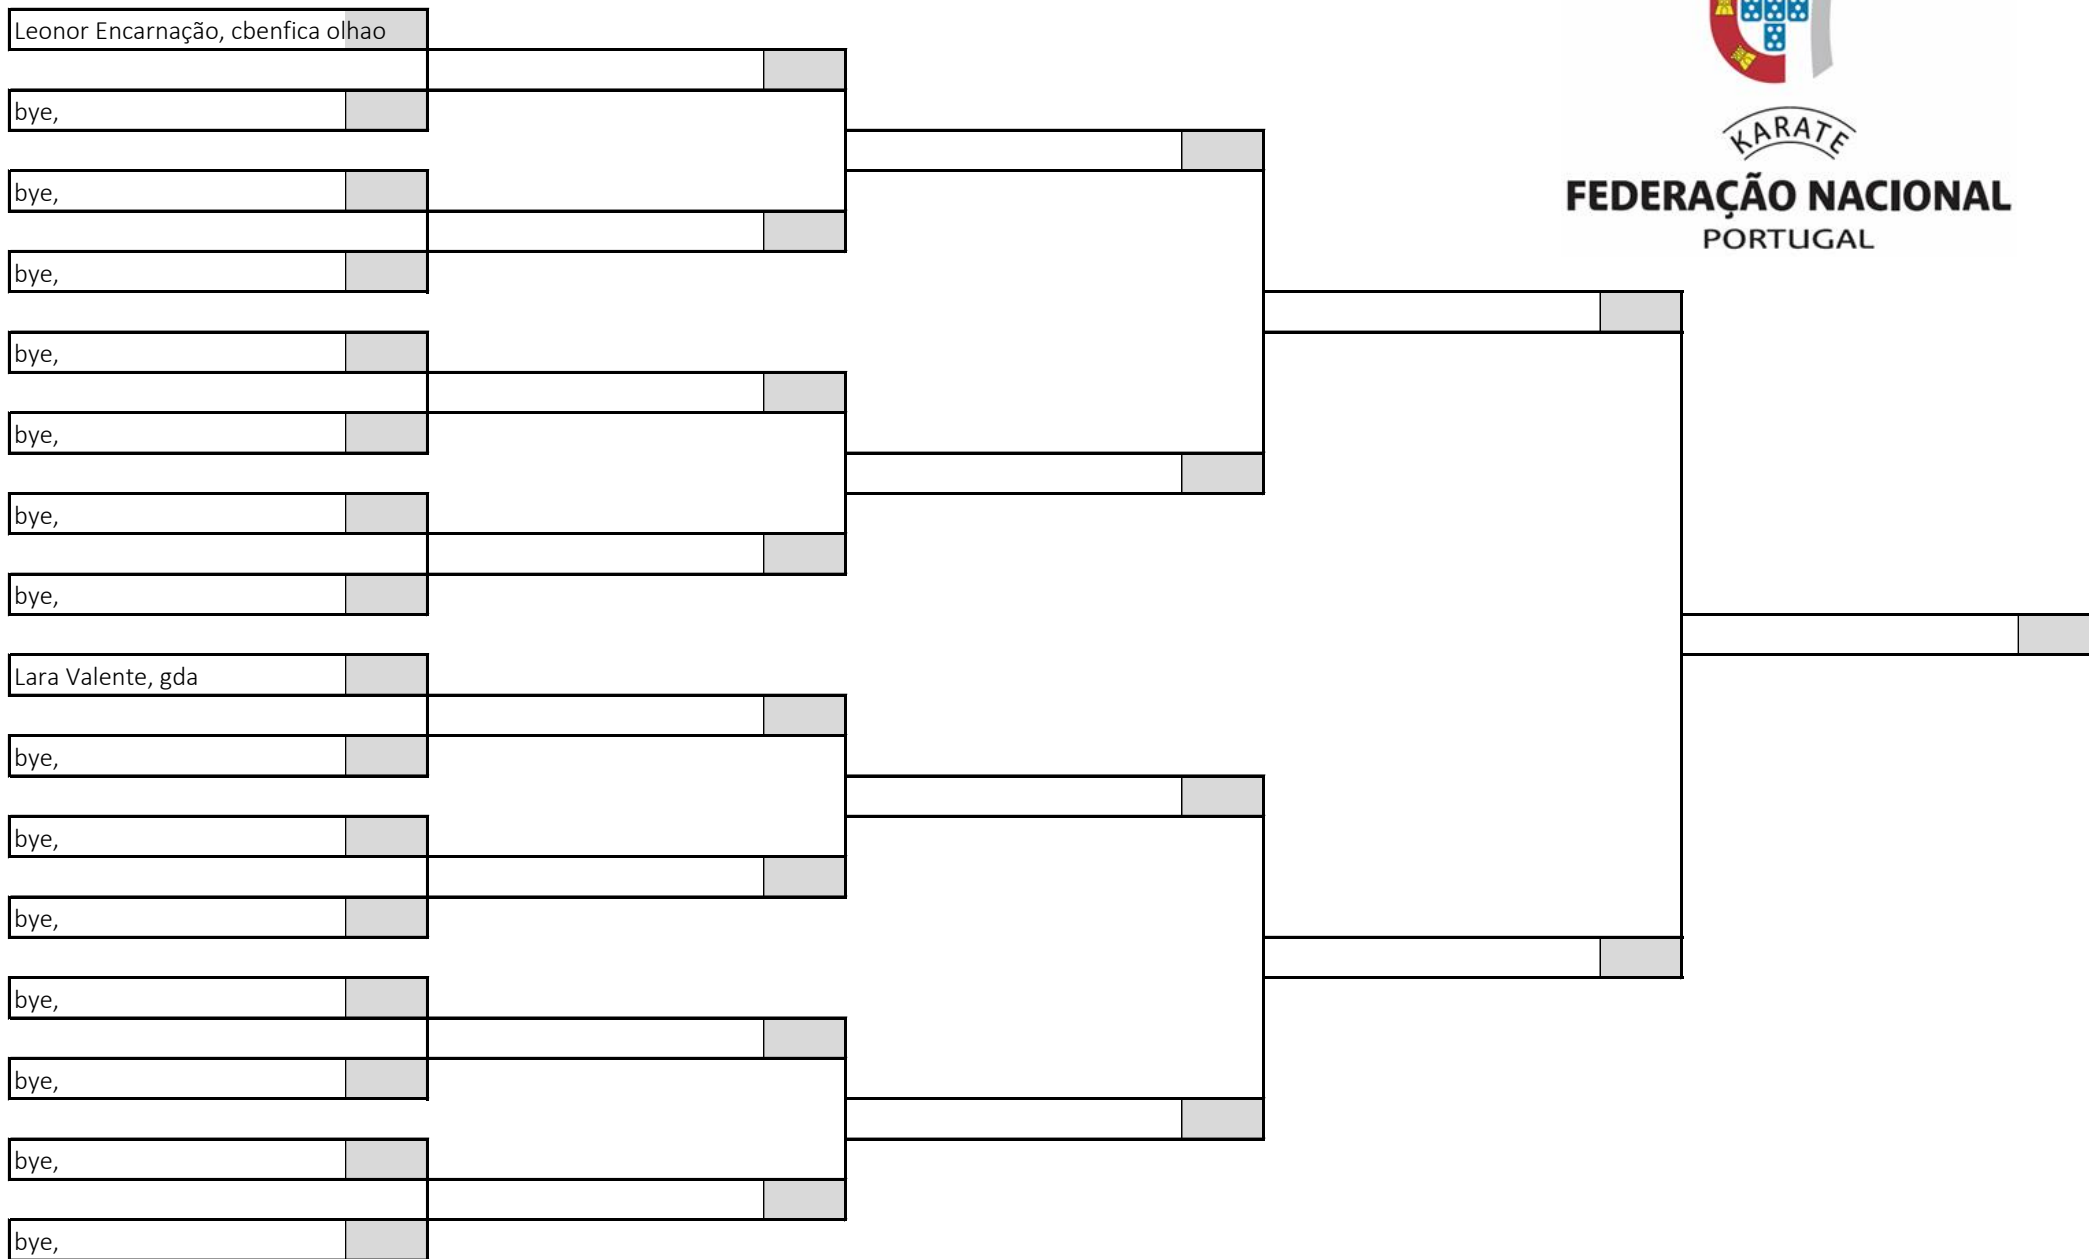 Leonor Encarnação, cbenfica olhao
bye,
bye,
bye,
bye,
bye,
bye,
bye,
Lara Valente, gda
bye,
bye,
bye,
bye,
bye,
bye,
bye,
KARATE
FEDERAÇÃO NACIONAL
PORTUGAL